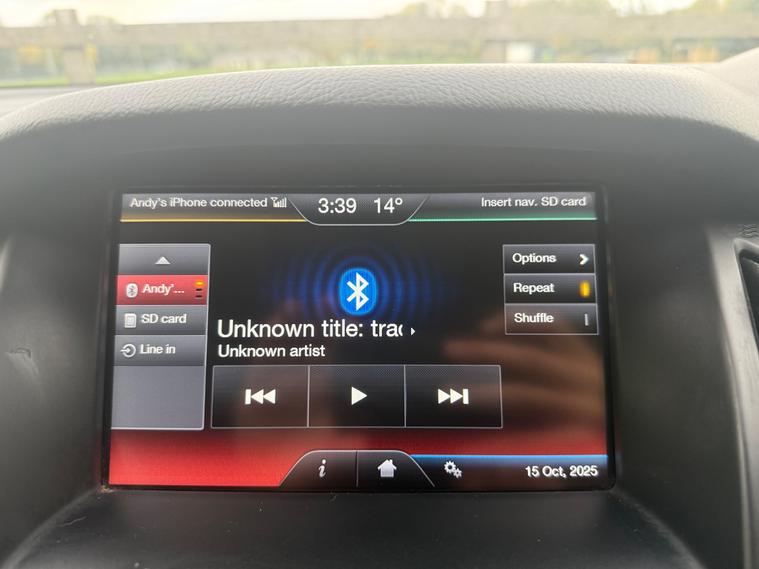 Andy's iPhone connected
3:39 14°
Insert nav. SD card
Andy'...
SD card
Line in
Unknown title: trac
Unknown artist
Options
Repeat
Shuffle
i
15 Oct, 2025